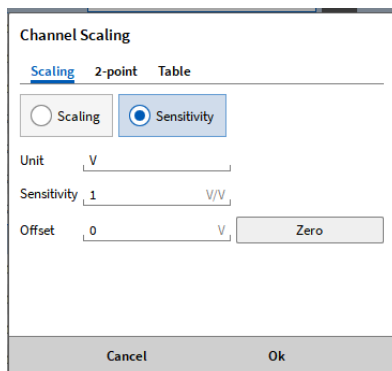 Channel Scaling
Scaling 2-point Table
Scaling Sensitivity
Unit V
Sensitivity 1 V/V
Offset 0 V Zero
Cancel Ok